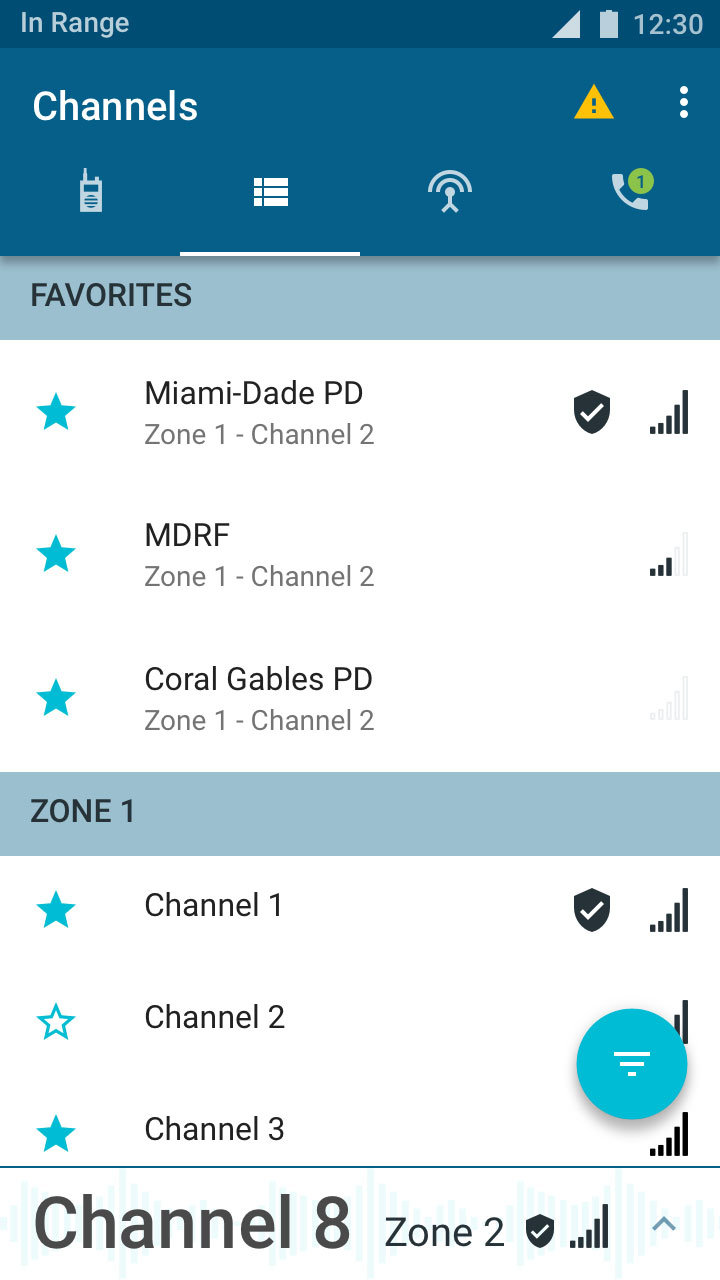 In Range 12:30
Channels
1
FAVORITES
Miami-Dade PD
Zone 1 - Channel 2
MDRF
Zone 1 - Channel 2
Coral Gables PD
Zone 1 - Channel 2
ZONE 1
Channel 1
Channel 2
Channel 3
Channel 8 Zone 2